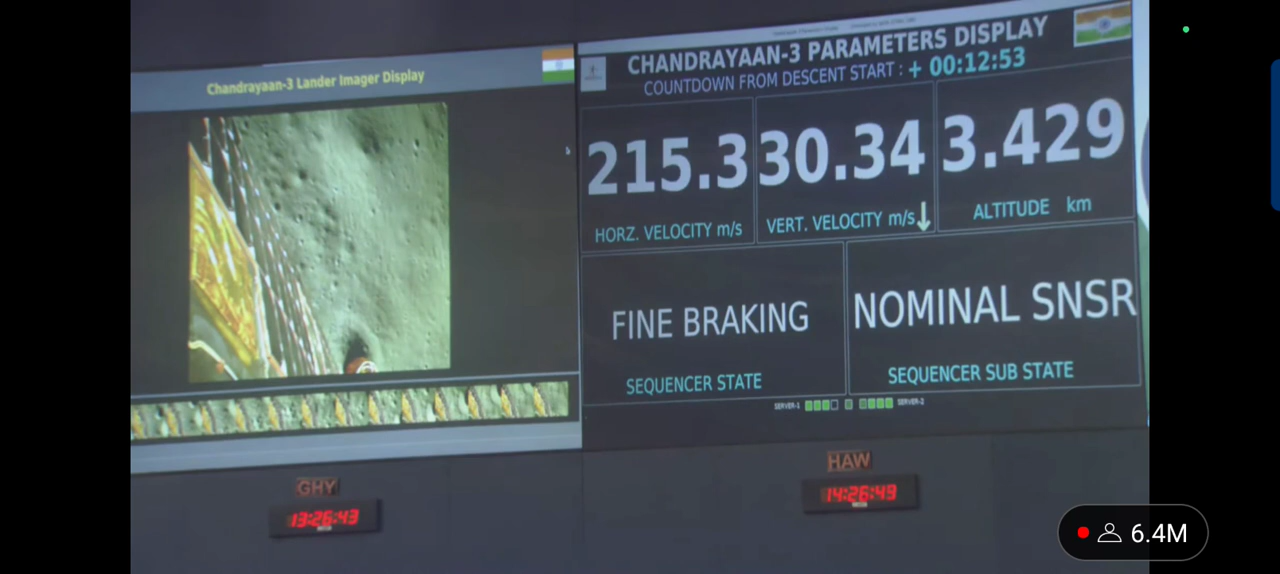 Chandrayaan-3 Lander Imager Display
CHANDRAYAAN-3 PARAMETERS DISPLAY
COUNTDOWN FROM DESCENT START : + 00:12:53
215.3
HORZ. VELOCITY m/s
30.34
VERT. VELOCITY m/s↓
3.429
ALTITUDE km
FINE BRAKING
SEQUENCER STATE
NOMINAL SNSR
SEQUENCER SUB STATE
SERVER-1
SERVER-2
GHY
13:26:43
HAW
14:26:49
6.4M